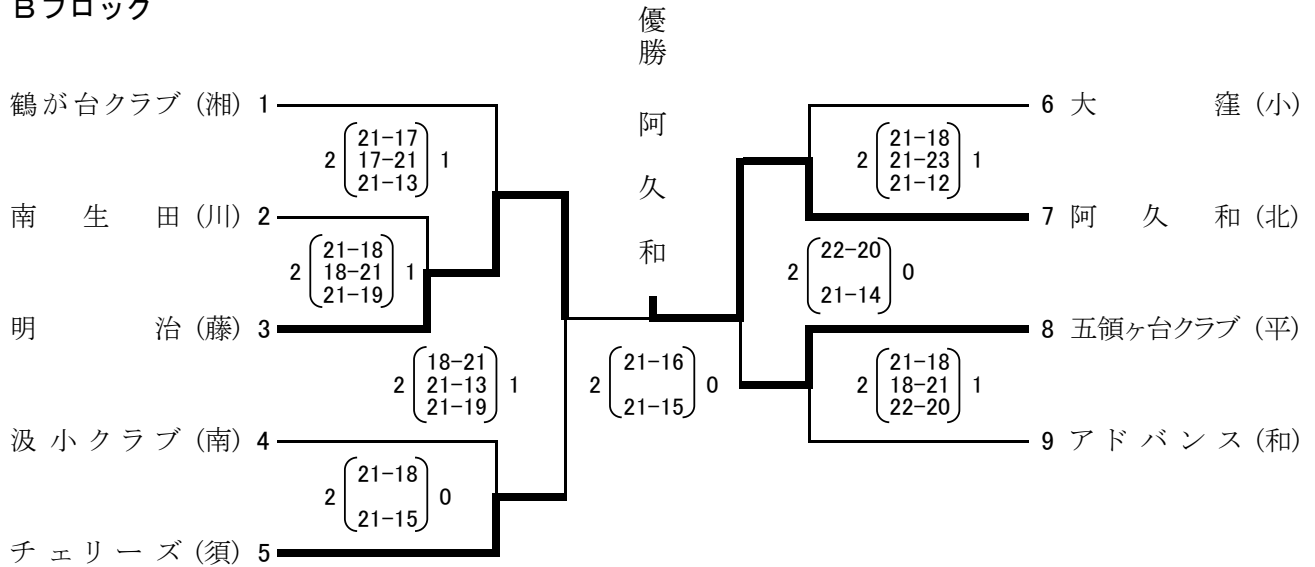 Bブロック
優勝 阿久和
鶴が台クラブ (湘) 1
2 21-17 17-21 21-13 1
南生田 (川) 2
2 21-18 18-21 21-19 1
明治 (藤) 3
2 18-21 21-13 21-19 1
汲小クラブ (南) 4
2 21-18 21-15 0
チェリーズ (須) 5
2 21-16 21-15 0
6 大窪 (小)
2 21-18 21-23 21-12 1
7 阿久和 (北)
2 22-20 21-14 0
8 五領ヶ台クラブ (平)
2 21-18 18-21 22-20 1
9 アドバンス (和)